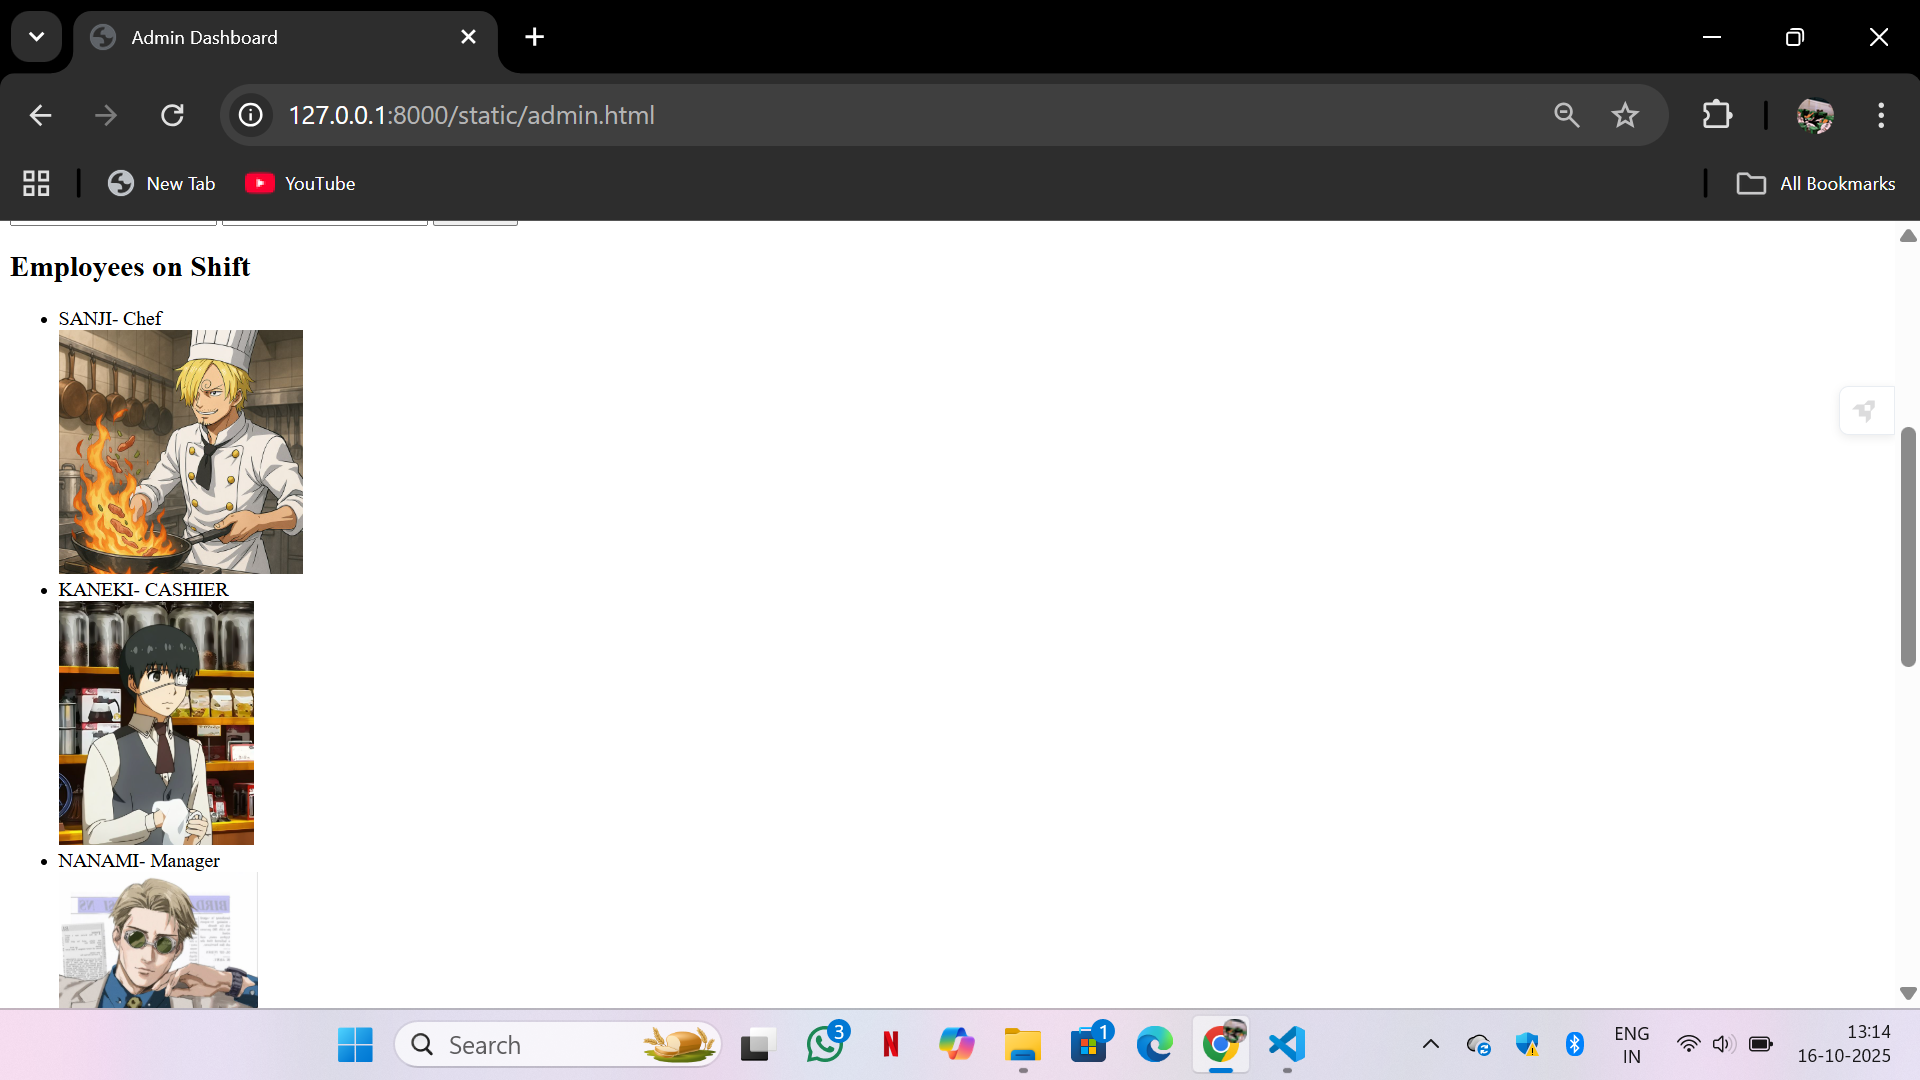 Admin Dashboard
127.0.0.1:8000/static/admin.html
New Tab
YouTube
All Bookmarks
Employees on Shift
SANJI- Chef
KANEKI- CASHIER
NANAMI- Manager
Search
3
N
1
ENG
IN
13:14
16-10-2025